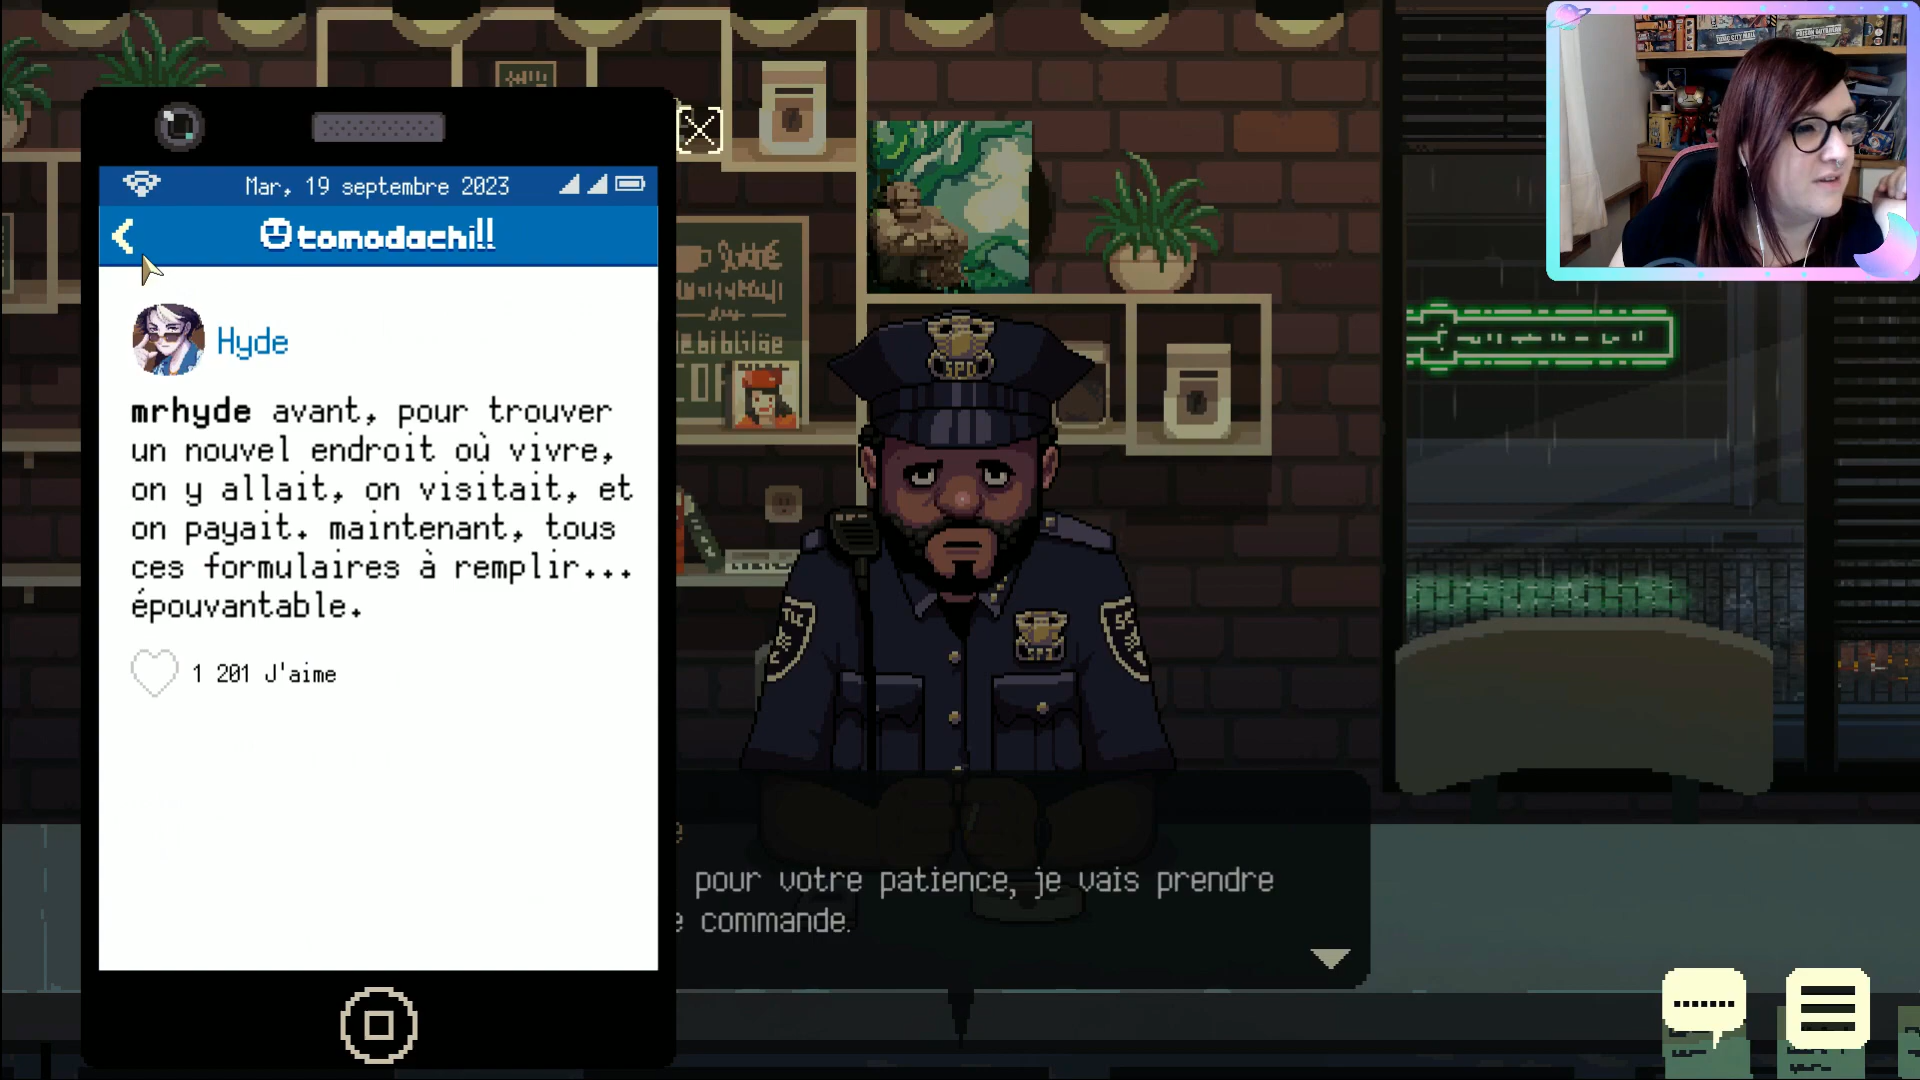 Mar, 19 septembre 2023
tomodachi!!
Hyde
mrhyde avant, pour trouver
un nouvel endroit où vivre,
on y allait, on visitait, et
on payait. maintenant, tous
ces formulaires à remplir...
épouvantable.
1 201 J'aime
SPD
SPD
pour votre patience, je vais prendre
commande.